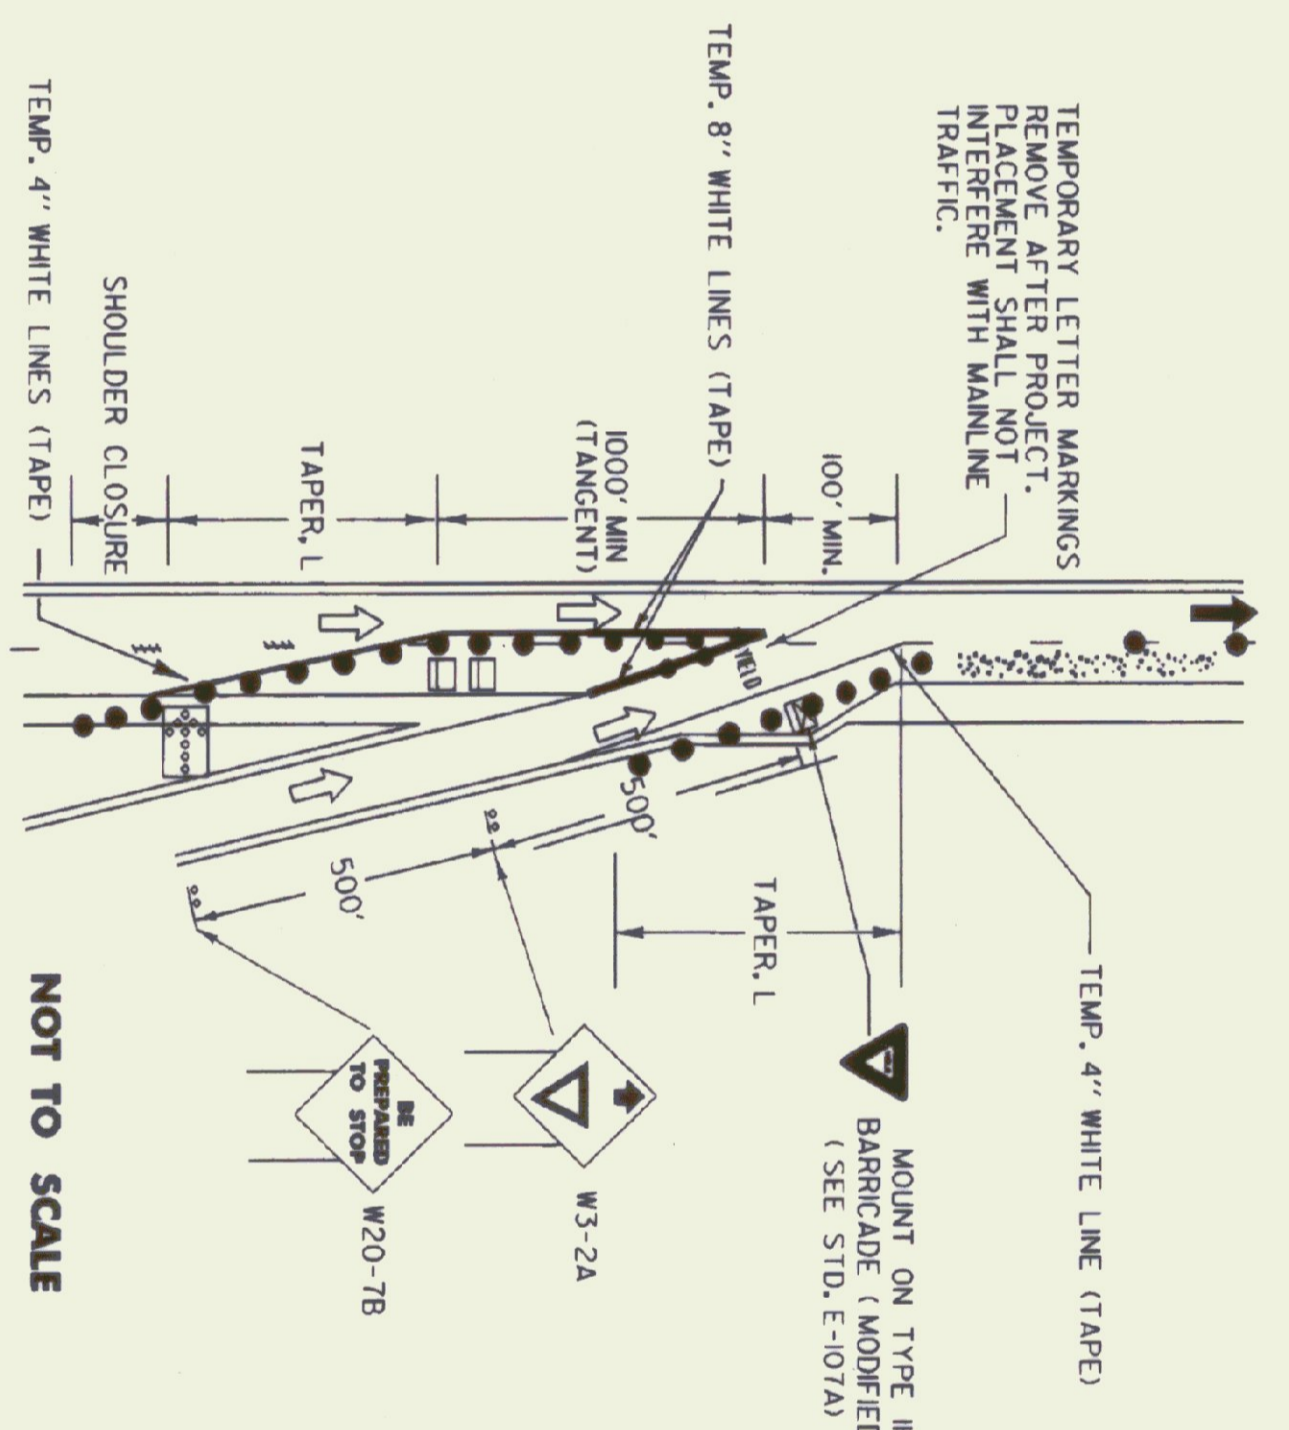 TEMPORARY LETTER MARKINGS
REMOVE AFTER PROJECT.
PLACEMENT SHALL NOT
INTERFERE WITH MAINLINE
TRAFFIC.
TEMP. 4" WHITE LINE (TAPE)
MOUNT ON TYPE
BARRICADE (MODIFIED
(SEE STD. E-107A)
100' MIN.
YIELD
TEMP. 8" WHITE LINES (TAPE)
TAPER, L
1000' MIN
(TANGENT)
500'
W3-2A
TAPER, L
500'
BE
PREPARED
TO STOP
W20-7B
SHOULDER CLOSURE
TEMP. 4" WHITE LINES (TAPE)
NOT TO SCALE